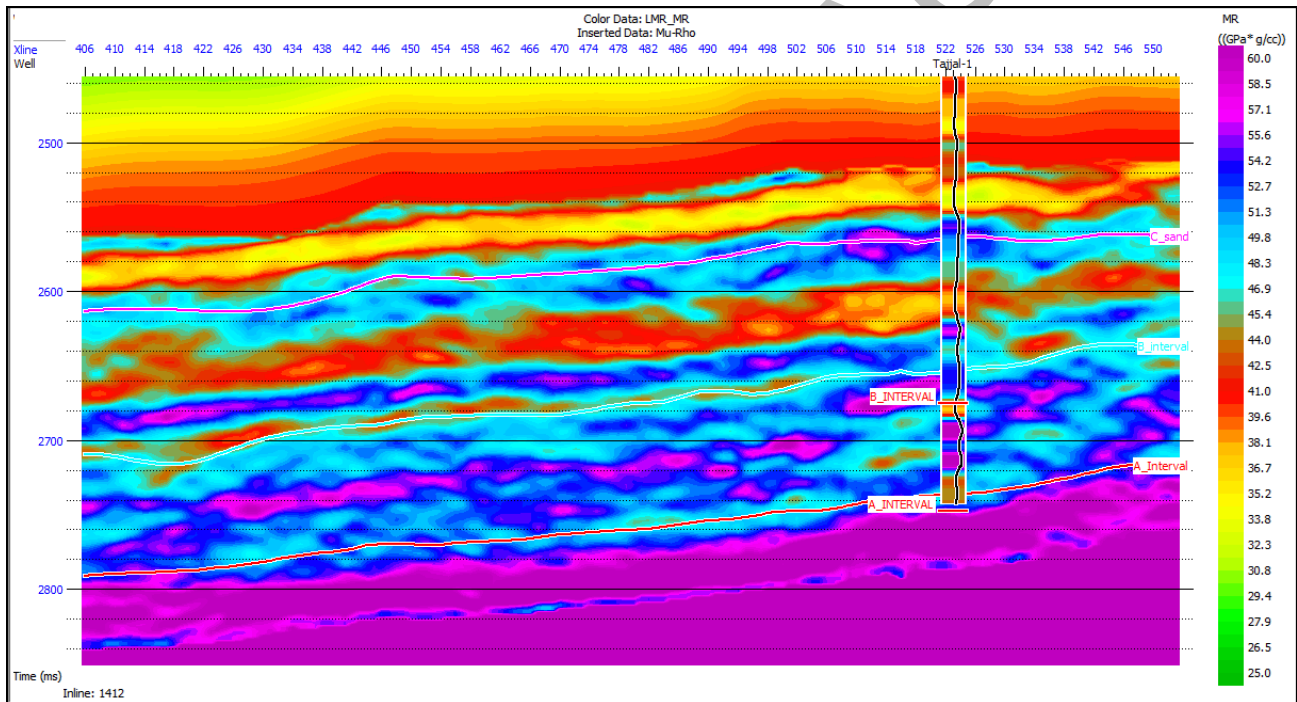 Color Data: LMR_MR
Inserted Data: Mu-Rho
MR
((GPa* g/cc))
Xline 406 410 414 418 422 426 430 434 438 442 446 450 454 458 462 466 470 474 478 482 486 490 494 498 502 506 510 514 518 522 526 530 534 538 542 546 550
Well Tajjal-1
60.0
58.5
57.1
55.6
54.2
52.7
51.3
49.8
48.3
46.9
45.4
44.0
42.5
41.0
39.6
38.1
36.7
35.2
33.8
32.3
30.8
29.4
27.9
26.5
25.0
2500
C_sand
2600
B_interval
B_INTERVAL
2700
A_Interval
A_INTERVAL
2800
Time (ms)
Inline: 1412